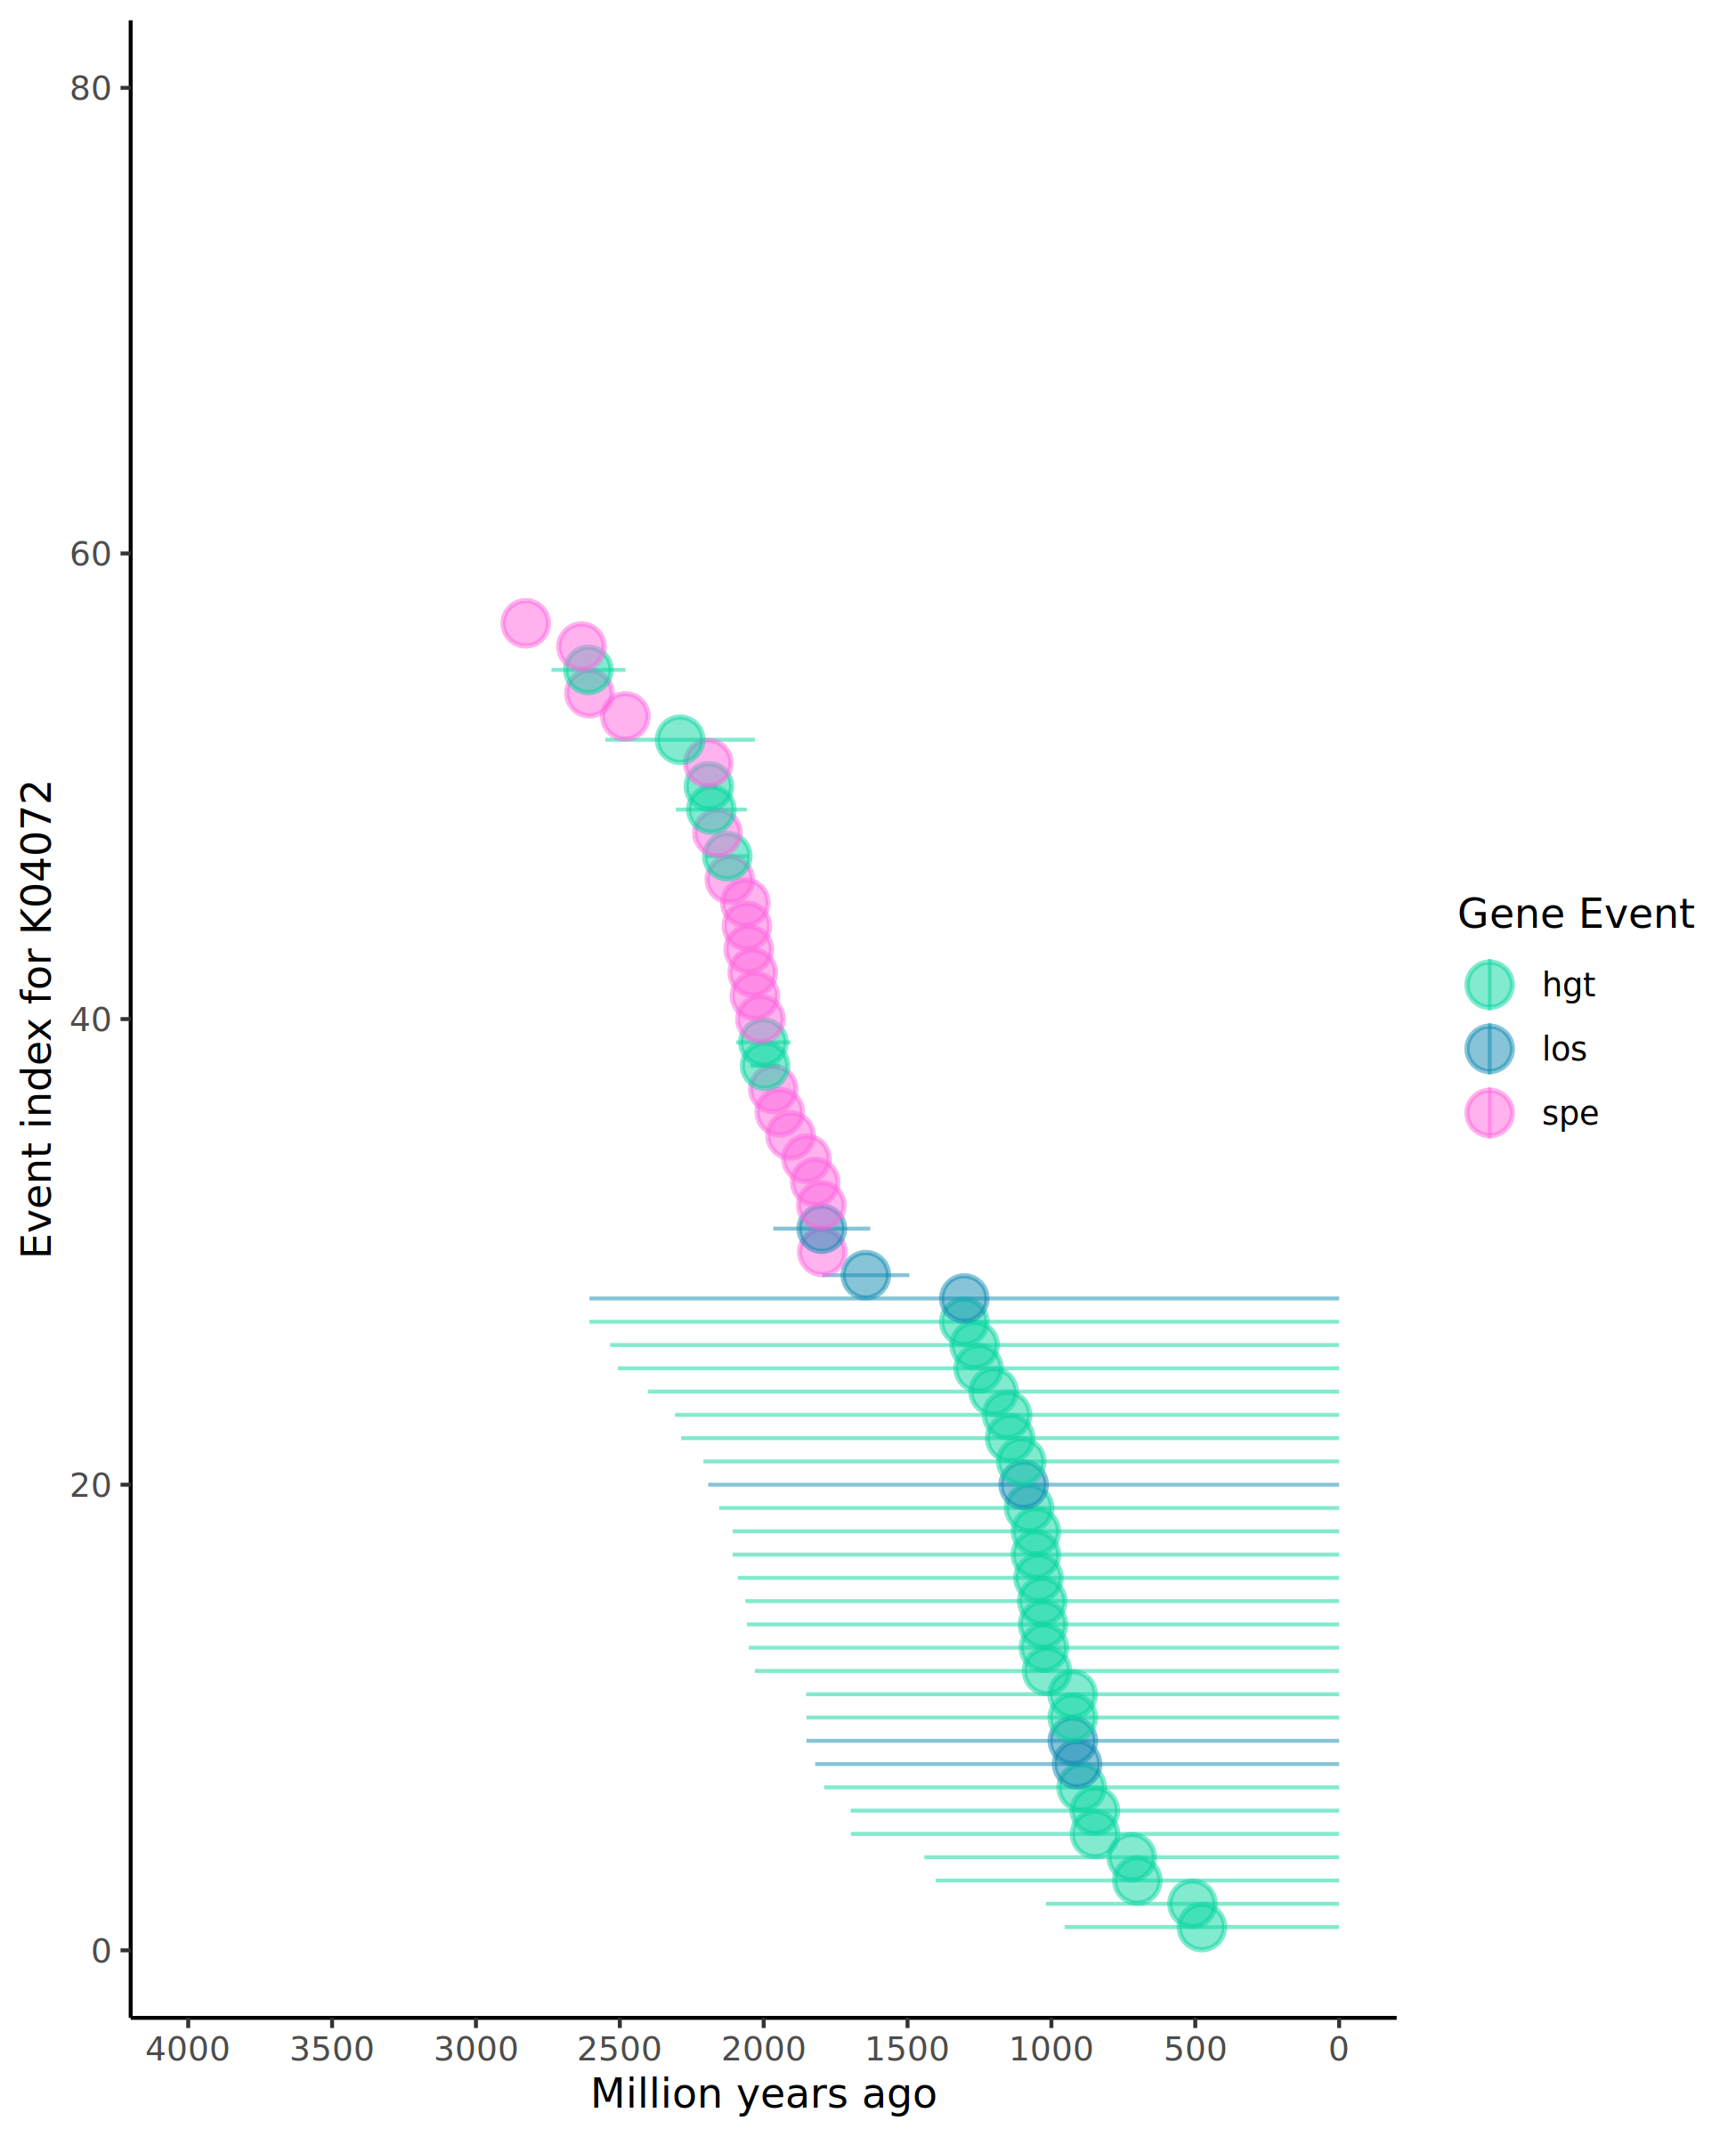 80
60
40
20
0
Event index for K04072
4000 3500 3000 2500 2000 1500 1000 500 0
Million years ago
Gene Event
hgt
los
spe